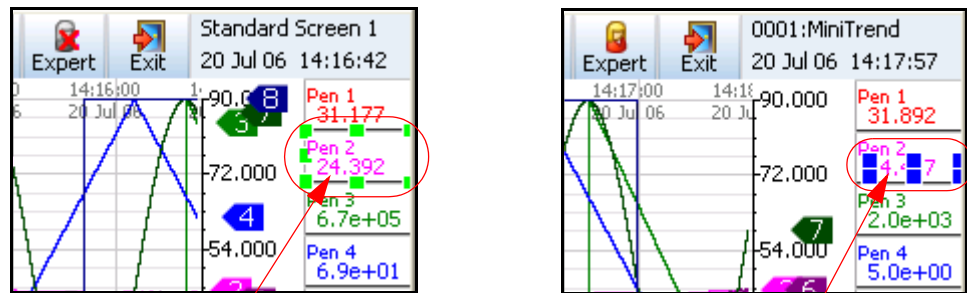 Standard Screen 1
Expert Exit 20 Jul 06 14:16:42
14:16:00
20 Jul 06
90.0
8
3
Pen 1
31.177
Pen 2
24.392
72.000
Pen 3
6.7e+05
4
54.000
Pen 4
6.9e+01
0001:MiniTrend
Expert Exit 20 Jul 06 14:17:57
14:17:00
20 Jul 06
90.000
Pen 1
31.892
Pen 2
72.000
Pen 3
2.0e+03
7
54.000
Pen 4
5.0e+00
6